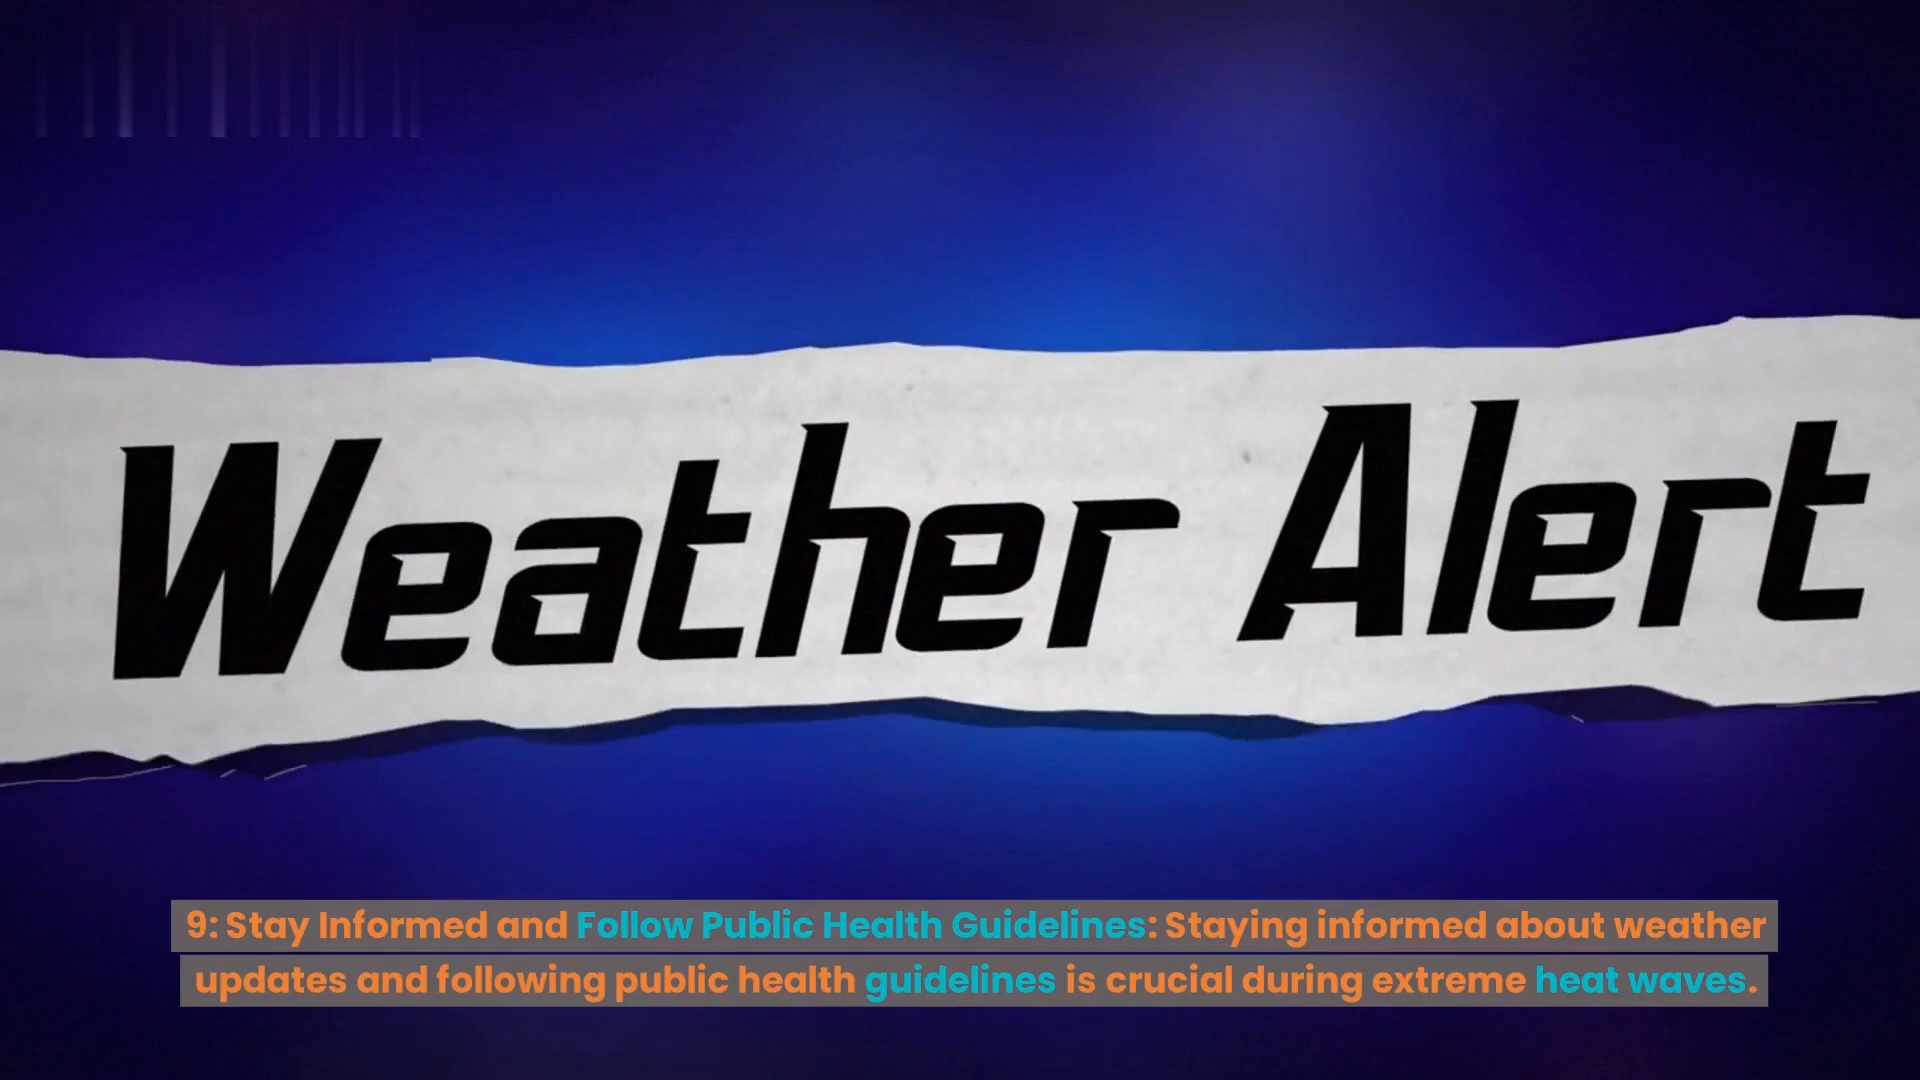 Weather Alert
9: Stay Informed and Follow Public Health Guidelines: Staying informed about weather
updates and following public health guidelines is crucial during extreme heat waves.